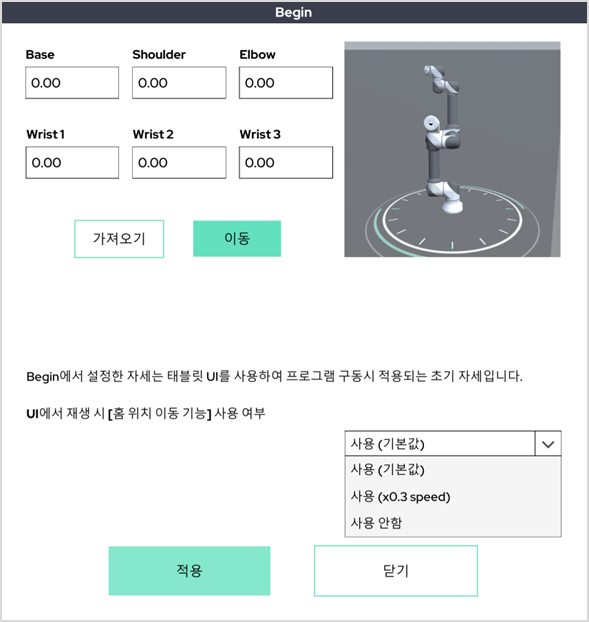 Begin
Base Shoulder Elbow
0.00 0.00 0.00
Wrist 1 Wrist 2 Wrist 3
0.00 0.00 0.00
가져오기 이동
Begin에서 설정한 자세는 태블릿 UI를 사용하여 프로그램 구동시 적용되는 초기 자세입니다.
UI에서 재생 시 [홈 위치 이동 기능] 사용 여부
사용 (기본값)
사용 (기본값)
사용 (x0.3 speed)
사용 안함
적용 닫기